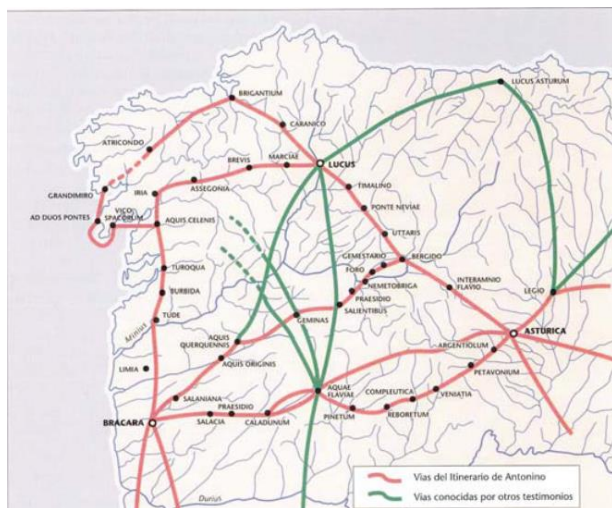 LUCUS ASTURUM
BRIGANTIUM
CARANICO
ATRICONDO
BREVIS
MARCIAE
LUCUS
GRANDIMIRO
IRIA
ASSEGONIA
TIMALINO
AD DUOS PONTES
VICO
SPACORUM
AQUIS CELENIS
PONTE NEVIAE
UTTARIS
TUROQUA
GEMESTARIO
BERGIDO
FORO
NEMETOBRIGA
INTERAMNIO
FLAVIO
LEGIO
BURBIDA
PRAESIDIO
SALIENTIBUS
GEMINAS
TUDE
Minius
AQUIS
QUERQUENNIS
ASTURICA
ARGENTIOLUM
LIMIA
AQUIS ORIGINIS
PETAVONIUM
AQUAE
FLAVIAE
COMPLEUTICA
VENIATIA
SALANIANA
PRAESIDIO
BRACARA
SALACIA
CALADUNUM
PINETUM
ROBORETUM
Durius
Vías del Itinerario de Antonino
Vías conocidas por otros testimonios